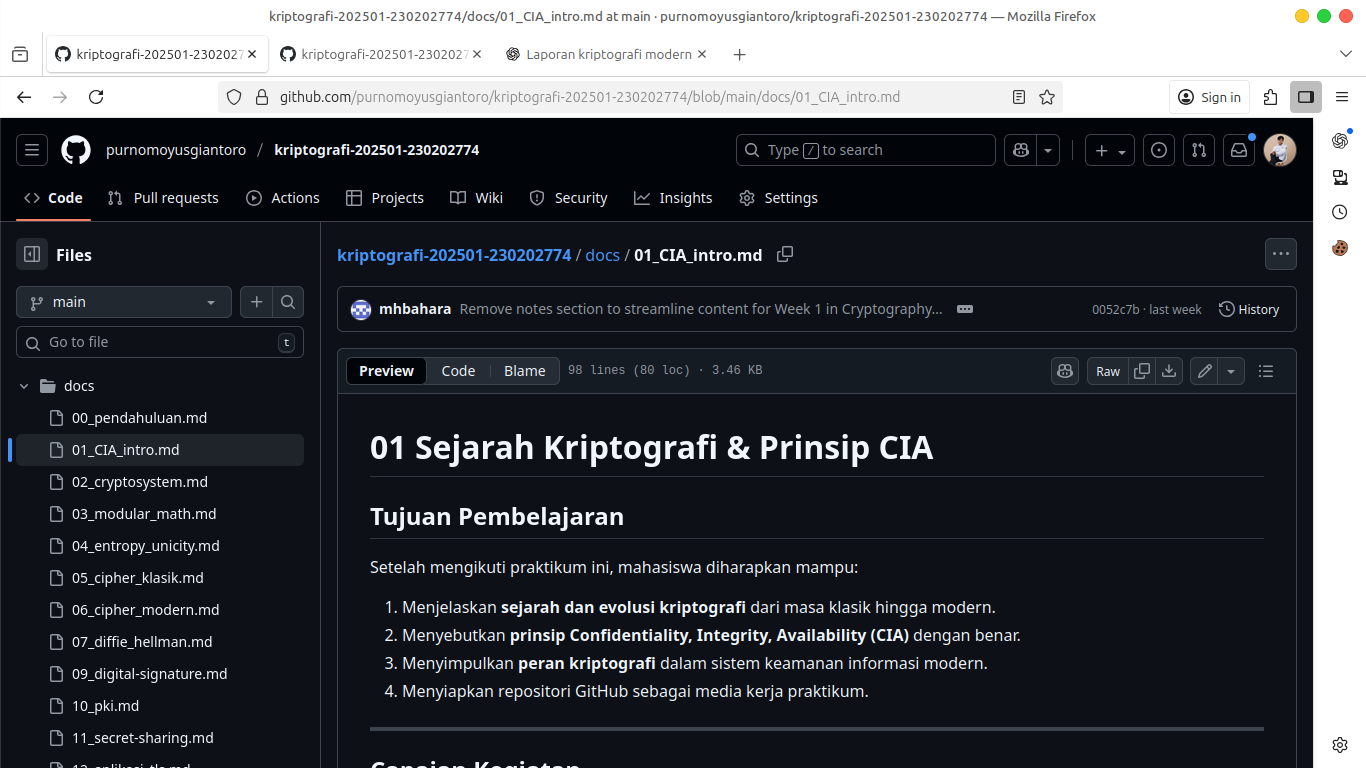 kriptografi-202501-230202774/docs/01_CIA_intro.md at main · purnomoyusgiantoro/kriptografi-202501-230202774 — Mozilla Firefox
kriptografi-202501-2302027
kriptografi-202501-2302027
Laporan kriptografi modern
github.com/purnomoyusgiantoro/kriptografi-202501-230202774/blob/main/docs/01_CIA_intro.md
Sign in
purnomoyusgiantoro / kriptografi-202501-230202774
Type / to search
Code
Pull requests
Actions
Projects
Wiki
Security
Insights
Settings
Files
main
Go to file
t
docs
00_pendahuluan.md
01_CIA_intro.md
02_cryptosystem.md
03_modular_math.md
04_entropy_unicity.md
05_cipher_klasik.md
06_cipher_modern.md
07_diffie_hellman.md
09_digital-signature.md
10_pki.md
11_secret-sharing.md
kriptografi-202501-230202774 / docs / 01_CIA_intro.md
mhbahara Remove notes section to streamline content for Week 1 in Cryptography…
0052c7b · last week
History
Preview
Code
Blame
98 lines (80 loc) · 3.46 KB
Raw
01 Sejarah Kriptografi & Prinsip CIA
Tujuan Pembelajaran
Setelah mengikuti praktikum ini, mahasiswa diharapkan mampu:
1. Menjelaskan sejarah dan evolusi kriptografi dari masa klasik hingga modern.
2. Menyebutkan prinsip Confidentiality, Integrity, Availability (CIA) dengan benar.
3. Menyimpulkan peran kriptografi dalam sistem keamanan informasi modern.
4. Menyiapkan repositori GitHub sebagai media kerja praktikum.